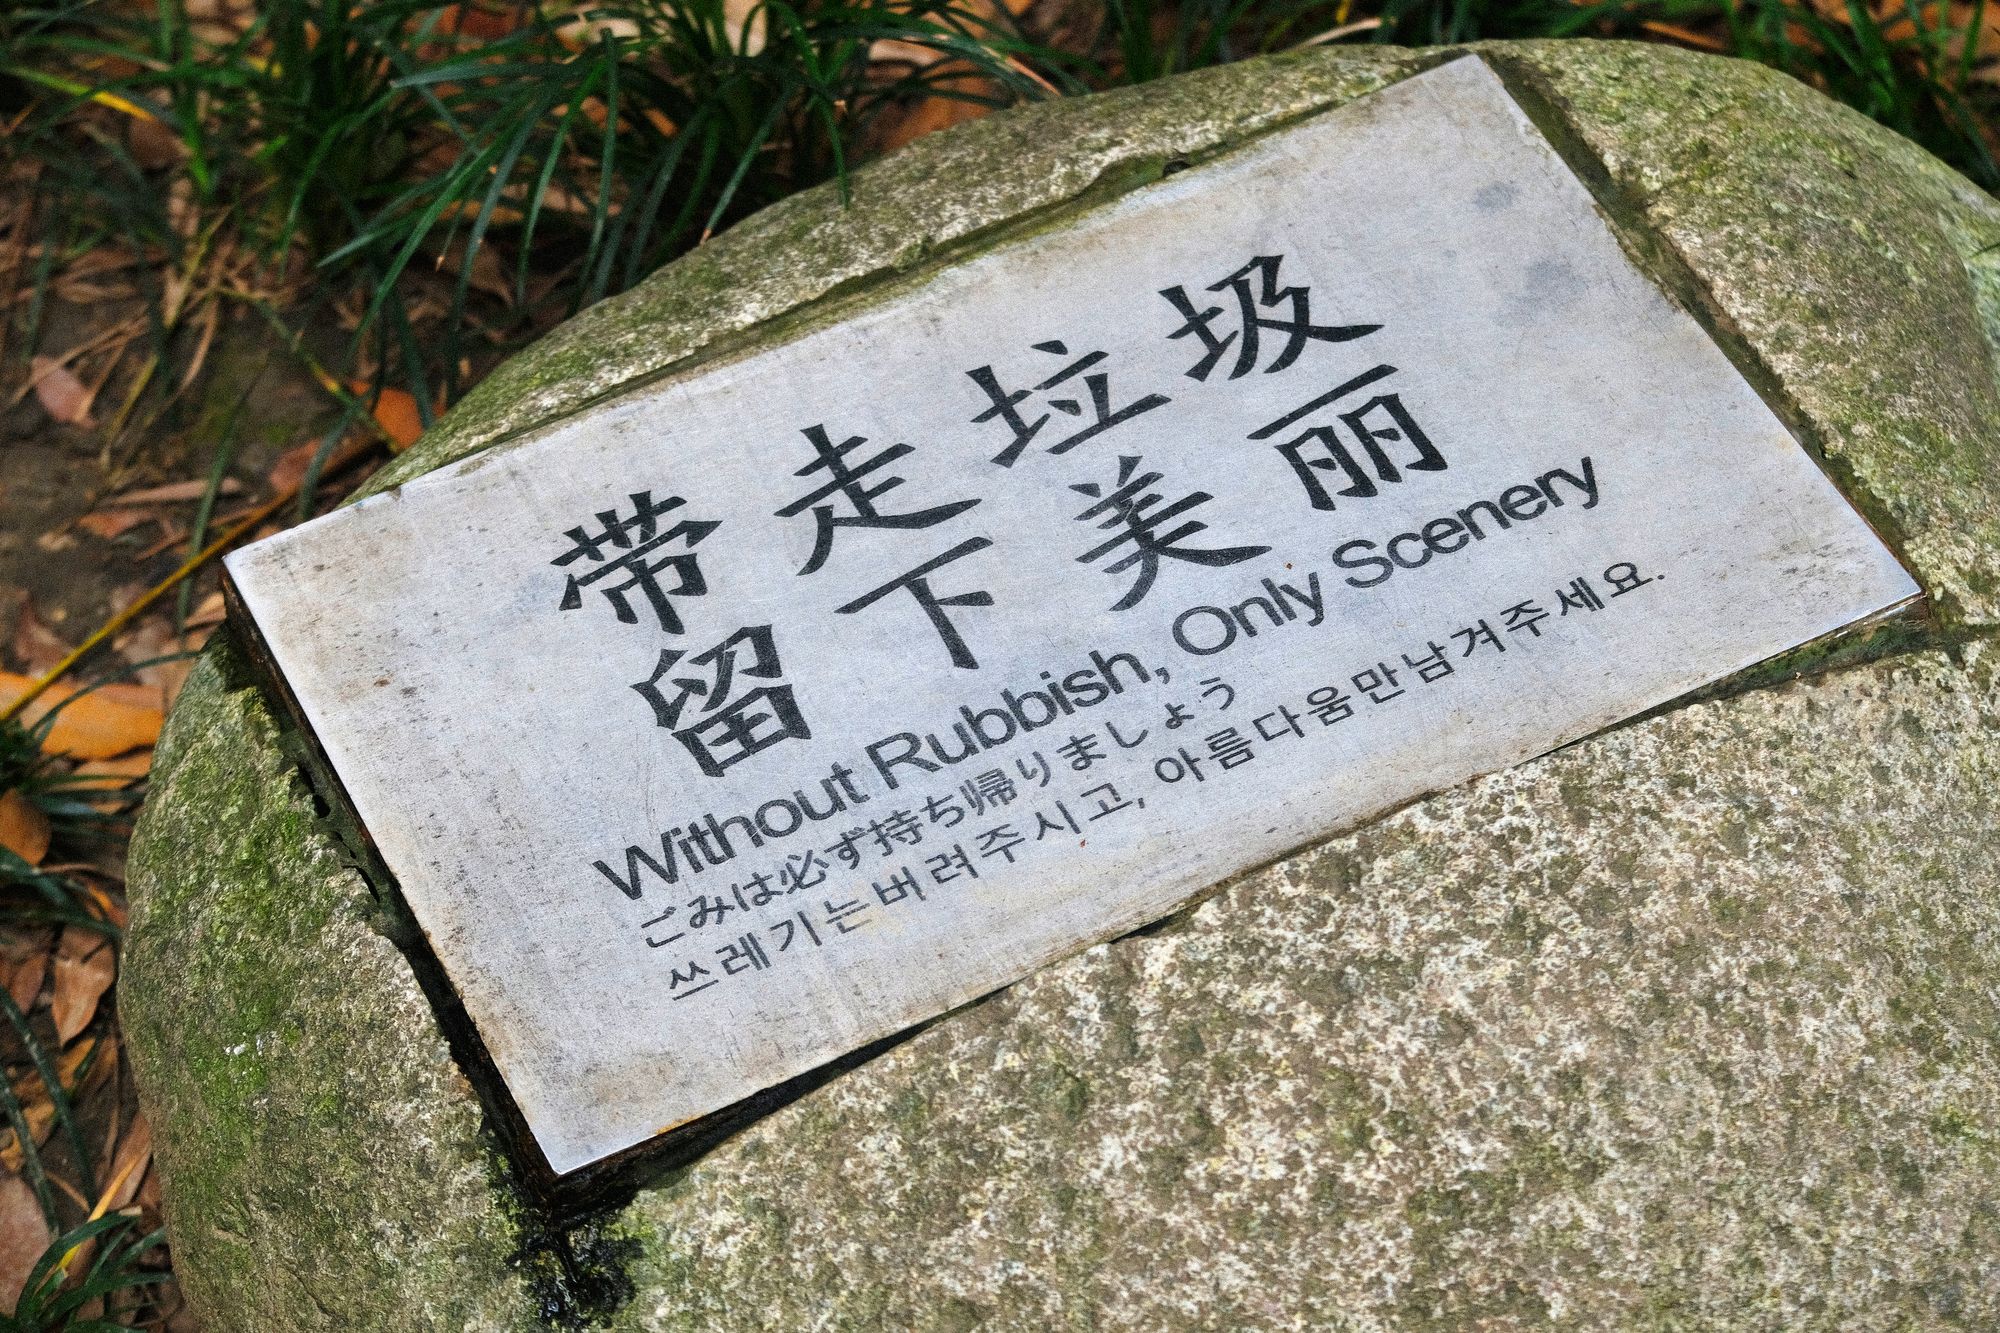 带走垃圾
留下美丽
Without Rubbish, Only Scenery
ごみは必ず持ち帰りましょう
쓰레기는버려주시고, 아름다움만남겨주세요.